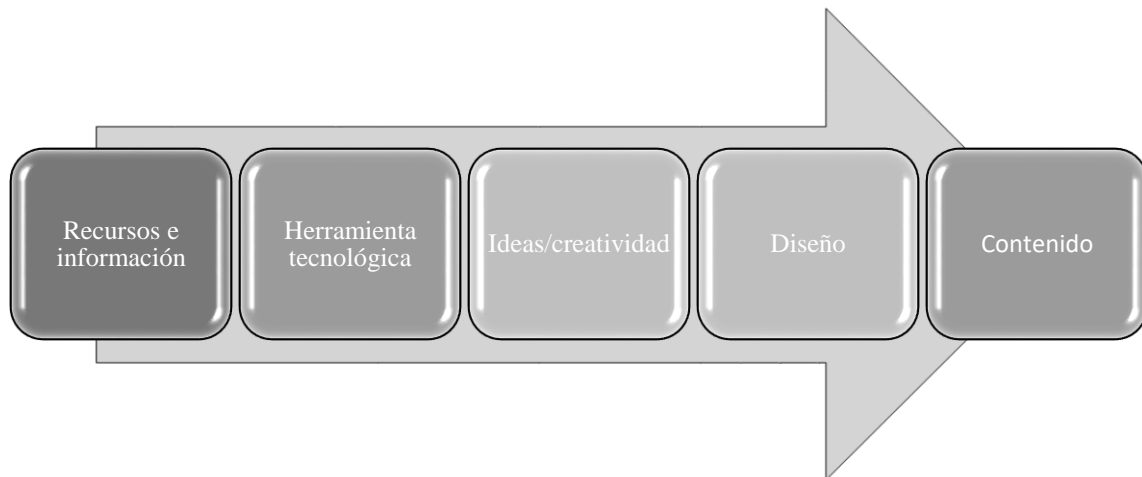 Recursos e
información
Herramienta
tecnológica
Ideas/creatividad
Diseño
Contenido